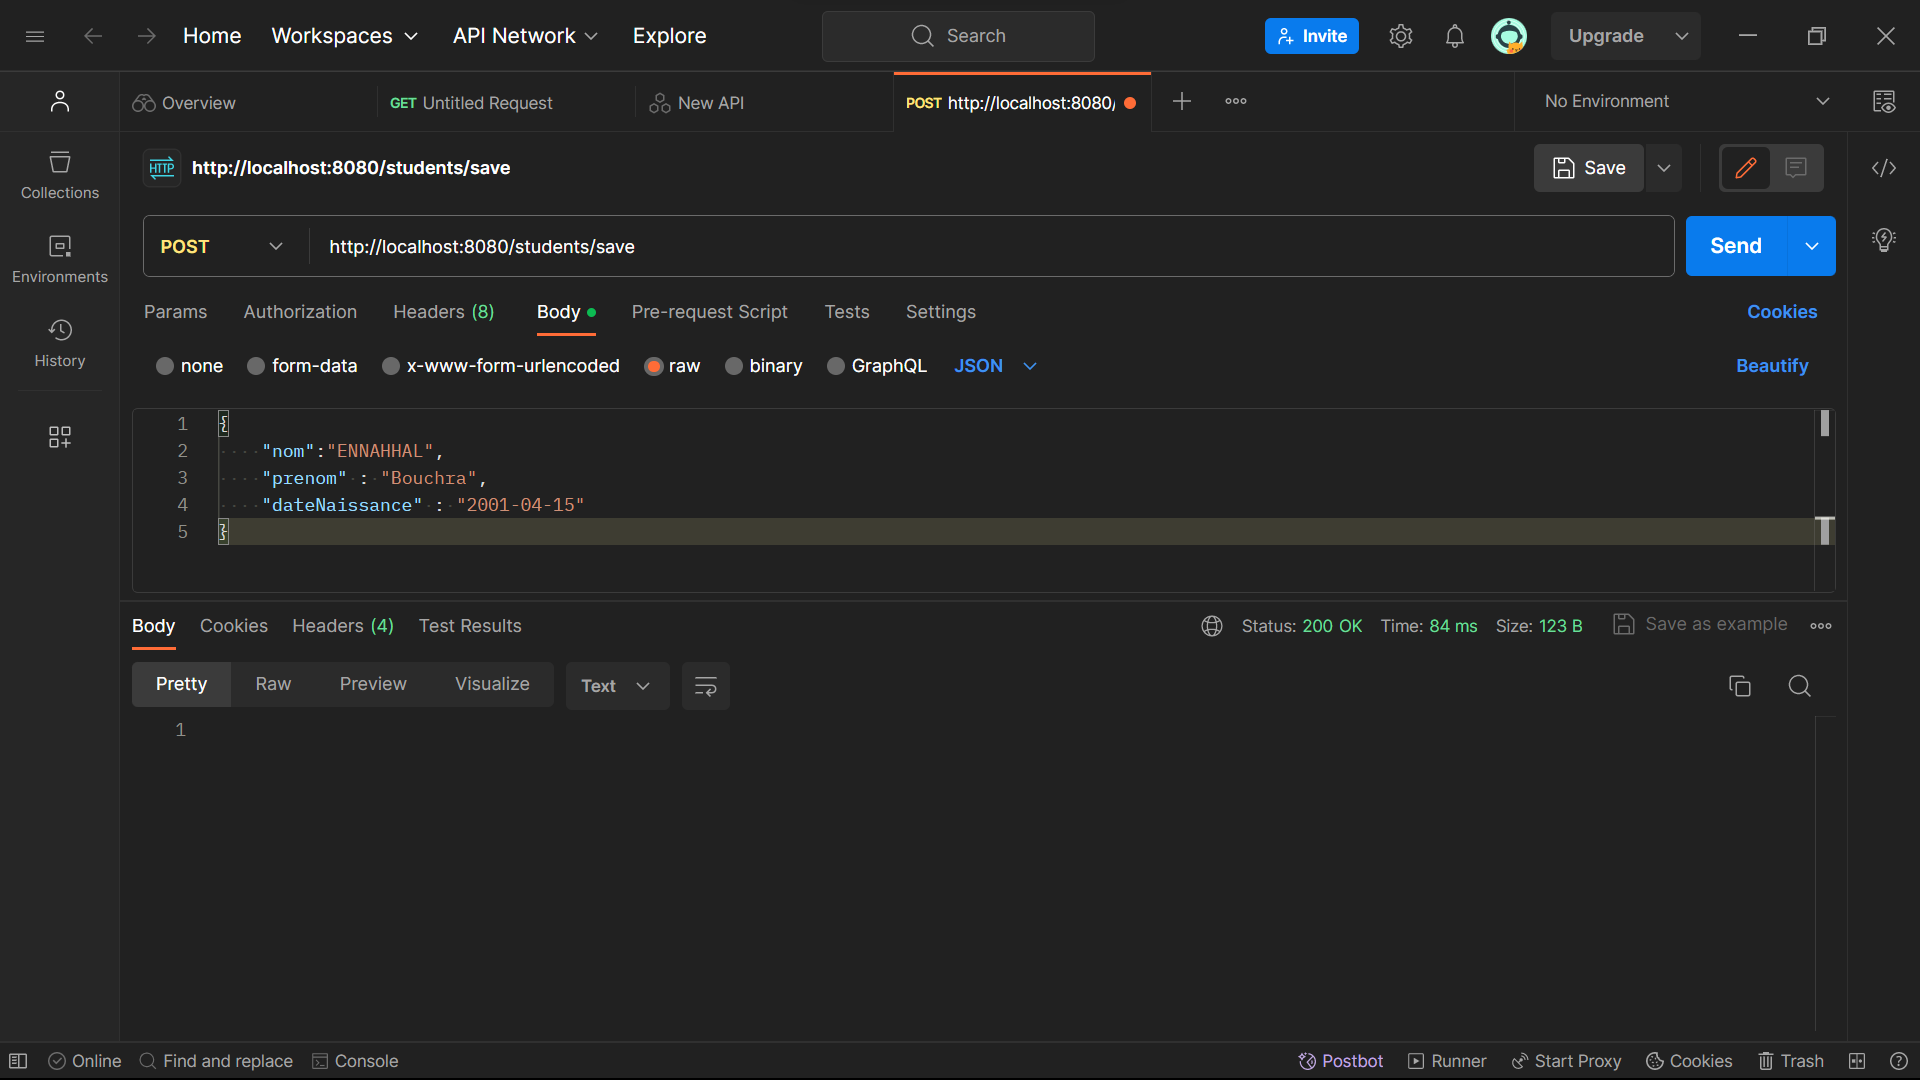 Home Workspaces API Network Explore Search Invite Upgrade
Overview GET Untitled Request New API POST http://localhost:8080/ No Environment
HTTP http://localhost:8080/students/save Save
Collections
POST http://localhost:8080/students/save Send
Environments
Params Authorization Headers (8) Body Pre-request Script Tests Settings Cookies
History
none form-data x-www-form-urlencoded raw binary GraphQL JSON Beautify
1 {
2 "nom":"ENNAHHAL",
3 "prenom" : "Bouchra",
4 "dateNaissance" : "2001-04-15"
5 }
Body Cookies Headers (4) Test Results Status: 200 OK Time: 84 ms Size: 123 B Save as example
Pretty Raw Preview Visualize Text
1
Online Find and replace Console Postbot Runner Start Proxy Cookies Trash